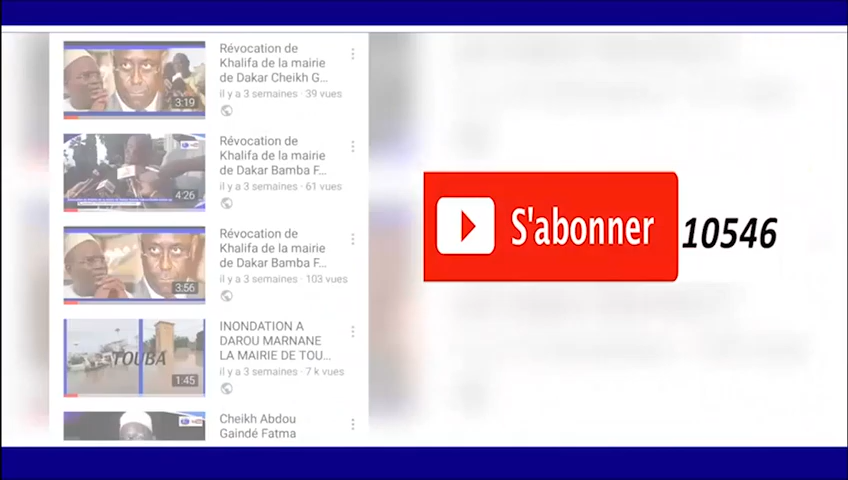 Révocation de
Khalifa de la mairie
de Dakar Cheikh G...
il y a 3 semaines · 39 vues
3:19
Révocation de
Khalifa de la mairie
de Dakar Bamba F...
il y a 3 semaines · 61 vues
4:26
Révocation de
Khalifa de la mairie
de Dakar Bamba F...
il y a 3 semaines · 103 vues
3:56
INONDATION A
DAROU MARNANE
LA MAIRIE DE TOU...
il y a 3 semaines · 7 k vues
TOUBA
1:45
Cheikh Abdou
Gaindé Fatma
S'abonner
10546